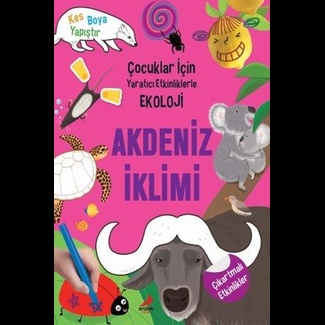 Kes Boya
Yapıştır
Çocuklar İçin
Yaratıcı Etkinliklerle
EKOLOJİ
AKDENİZ
İKLİMİ
Çıkartmalı
Etkinlikler